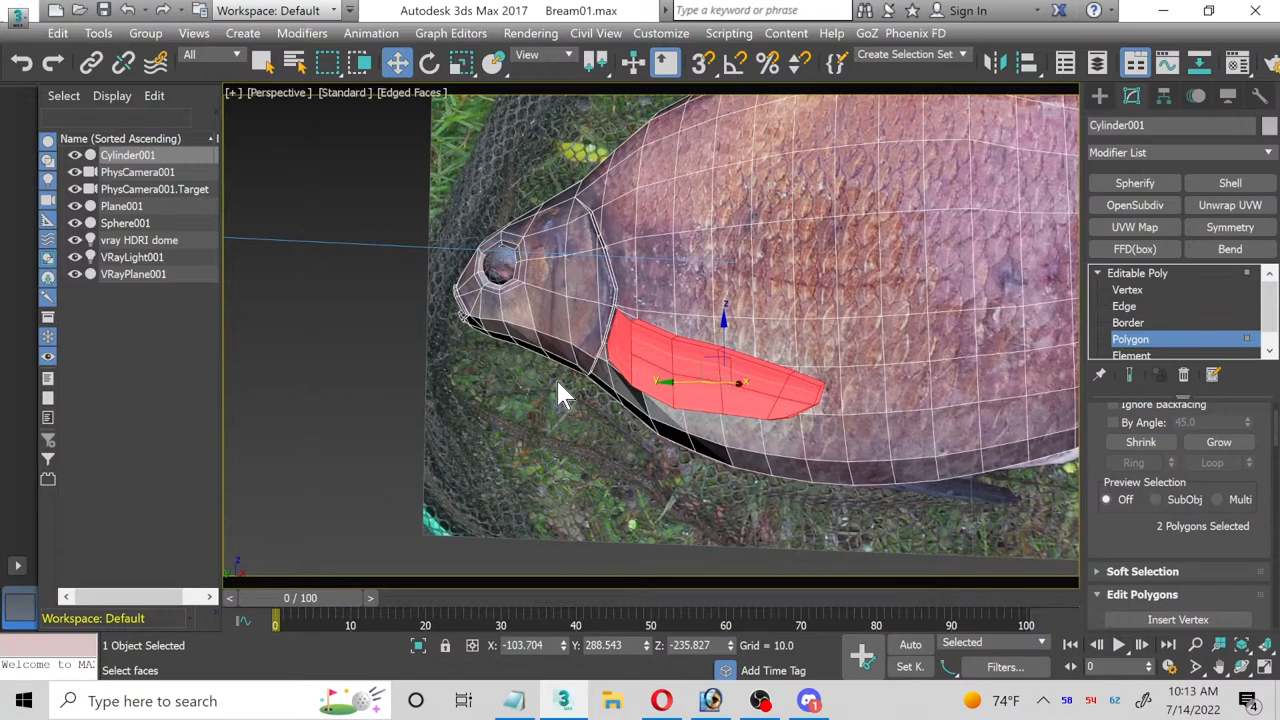 Workspace: Default
Autodesk 3ds Max 2017
Bream01.max
Type a keyword or phrase
Sign In
Edit Tools Group Views Create Modifiers Animation Graph Editors Rendering Civil View Customize Scripting Content Help GoZ Phoenix FD
All
View
Create Selection Set
Select Display Edit
[+] [Perspective] [Standard] [Edged Faces]
Name (Sorted Ascending)
Cylinder001
PhysCamera001
PhysCamera001.Target
Plane001
Sphere001
vray HDRI dome
VRayLight001
VRayPlane001
z
y
x
Cylinder001
Modifier List
Spherify Shell
OpenSubdiv Unwrap UVW
UVW Map Symmetry
FFD(box) Bend
Editable Poly
Vertex
Edge
Border
Polygon
Element
Ignore Backfacing
By Angle: 45.0
Shrink Grow
Ring Loop
Preview Selection
Off SubObj Multi
2 Polygons Selected
Soft Selection
Edit Polygons
Insert Vertex
0 / 100
Workspace: Default
0 10 20 30 40 50 60 70 80 90 100
Welcome to MA
1 Object Selected
Select faces
X: -103.704 Y: 288.543 Z: -235.827 Grid = 10.0
Add Time Tag
Auto Selected
Set K. Filters...
0
Type here to search
74°F
58 54 62
10:13 AM
7/14/2022
1
4